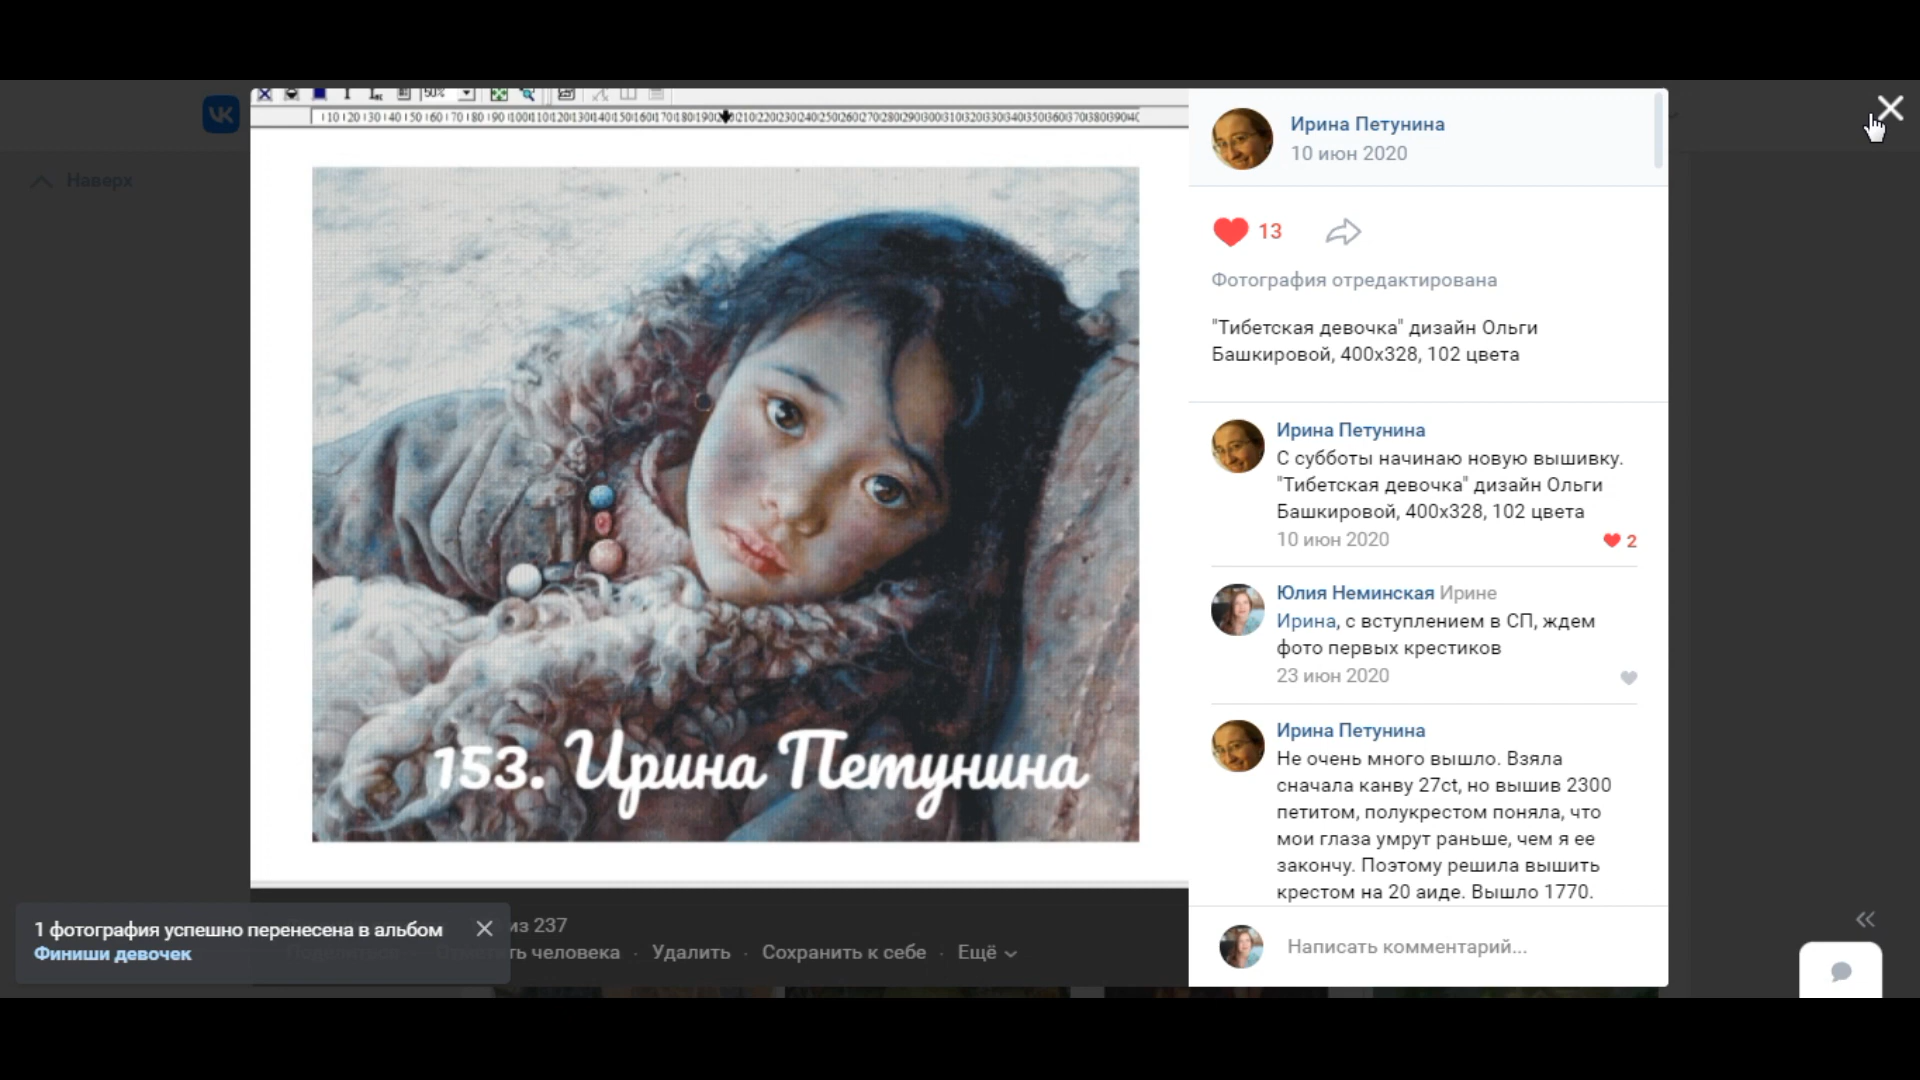 50%
Наверх
153. Ирина Петунина
Ирина Петунина
10 июн 2020
13
Фотография отредактирована
"Тибетская девочка" дизайн Ольги
Башкировой, 400х328, 102 цвета
Ирина Петунина
С субботы начинаю новую вышивку.
"Тибетская девочка" дизайн Ольги
Башкировой, 400х328, 102 цвета
10 июн 2020
2
Юлия Неминская Ирине
Ирина, с вступлением в СП, ждем
фото первых крестиков
23 июн 2020
Ирина Петунина
Не очень много вышло. Взяла
сначала канву 27ct, но вышив 2300
петитом, полукрестом поняла, что
мои глаза умрут раньше, чем я ее
закончу. Поэтому решила вышить
крестом на 20 аиде. Вышло 1770.
Написать комментарий...
1 фотография успешно перенесена в альбом
Финиши девочек
из 237
человека · Удалить · Сохранить к себе · Ещё